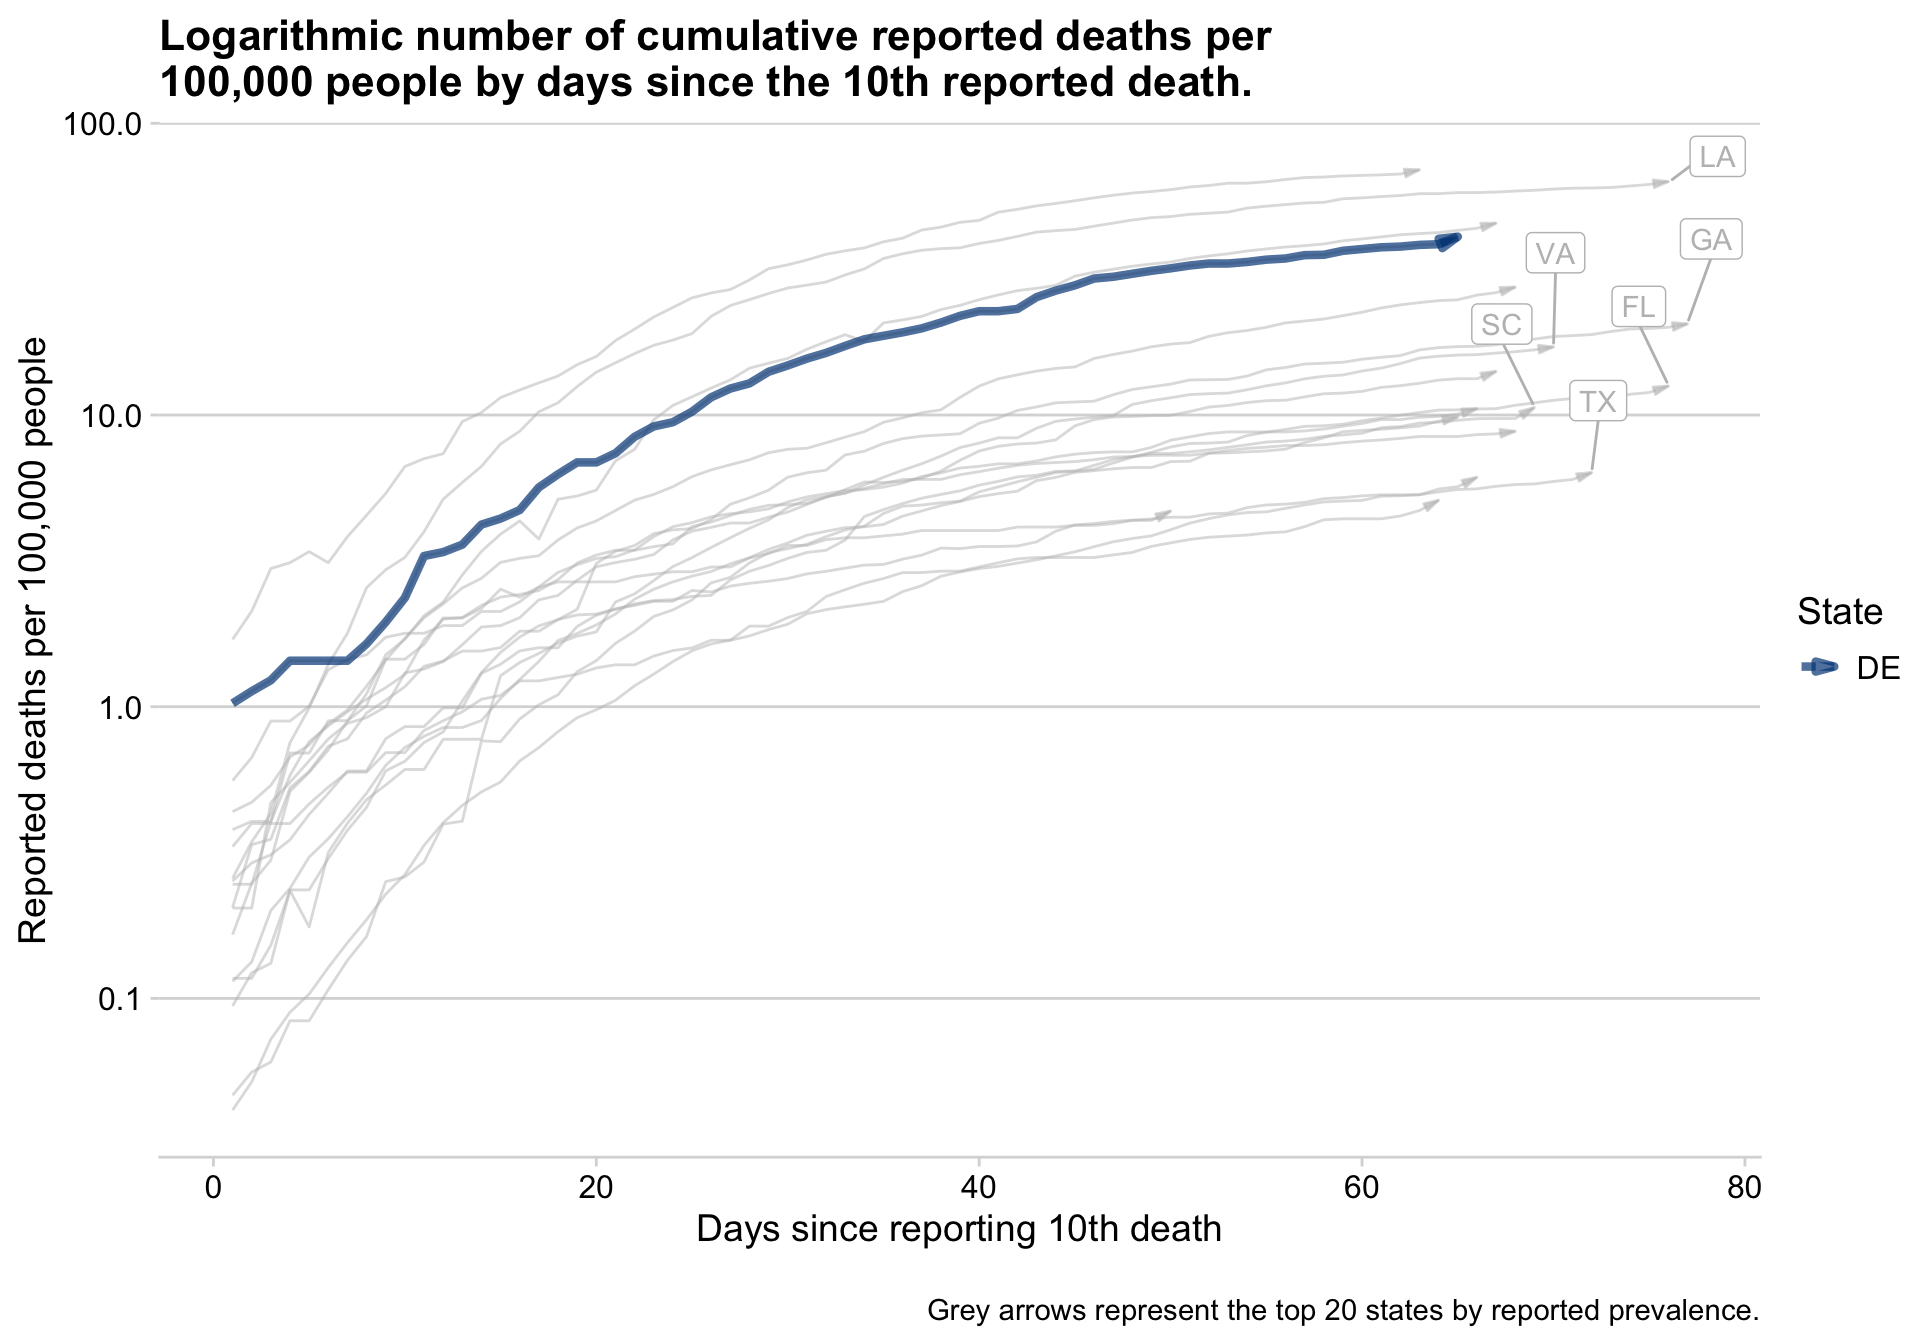 Logarithmic number of cumulative reported deaths per
100,000 people by days since the 10th reported death.
Reported deaths per 100,000 people
100.0
10.0
1.0
0.1
LA
GA
VA
FL
SC
TX
State
DE
0 20 40 60 80
Days since reporting 10th death
Grey arrows represent the top 20 states by reported prevalence.